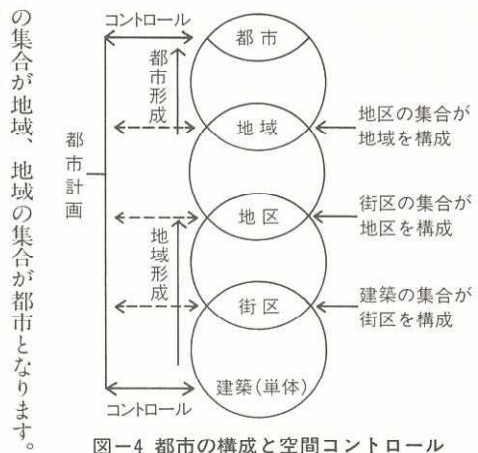 の集合が地域、地域の集合が都市となります。
コントロール
都市
都市形成
地域
地区の集合が
地域を構成
都市計画
地区
街区の集合が
地区を構成
地域形成
街区
建築の集合が
街区を構成
建築(単体)
コントロール
図ー4 都市の構成と空間コントロール